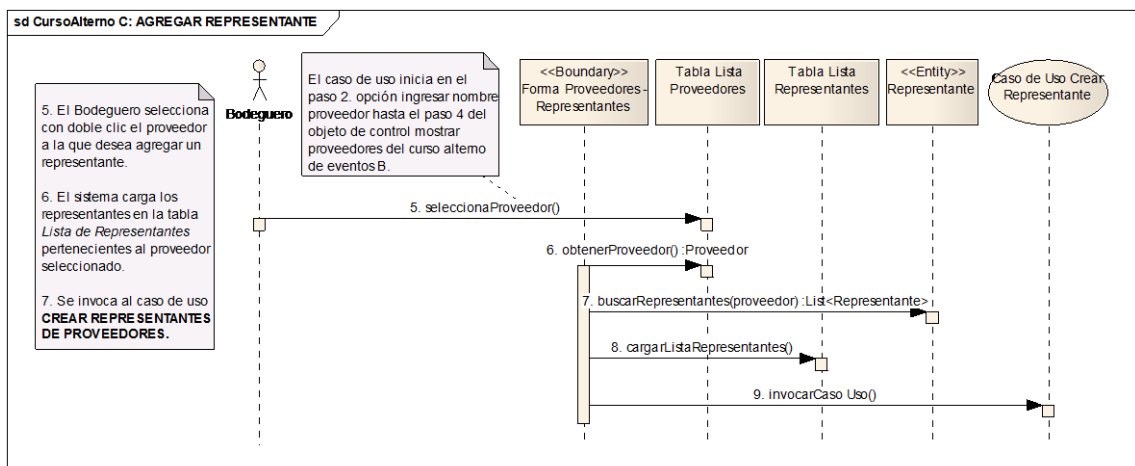 sd CursoAlterno C: AGREGAR REPRESENTANTE
5. El Bodeguero selecciona
con doble clic el proveedor
a la que desea agregar un
representante.
6. El sistema carga los
representantes en la tabla
Lista de Representantes
pertenecientes al proveedor
seleccionado.
7. Se invoca al caso de uso
CREAR REPRESENTANTES
DE PROVEEDORES.
Bodeguero
El caso de uso inicia en el
paso 2. opción ingresar nombre
proveedor hasta el paso 4 del
objeto de control mostrar
proveedores del curso alterno
de eventos B.
<<Boundary>>
Forma Proveedores -
Representantes
Tabla Lista
Proveedores
Tabla Lista
Representantes
<<Entity>>
Representante
Caso de Uso Crear
Representante
5. seleccionaProveedor()
6. obtenerProveedor() :Proveedor
7. buscarRepresentantes(proveedor) :List<Representante>
8. cargarListaRepresentantes()
9. invocarCaso Uso()